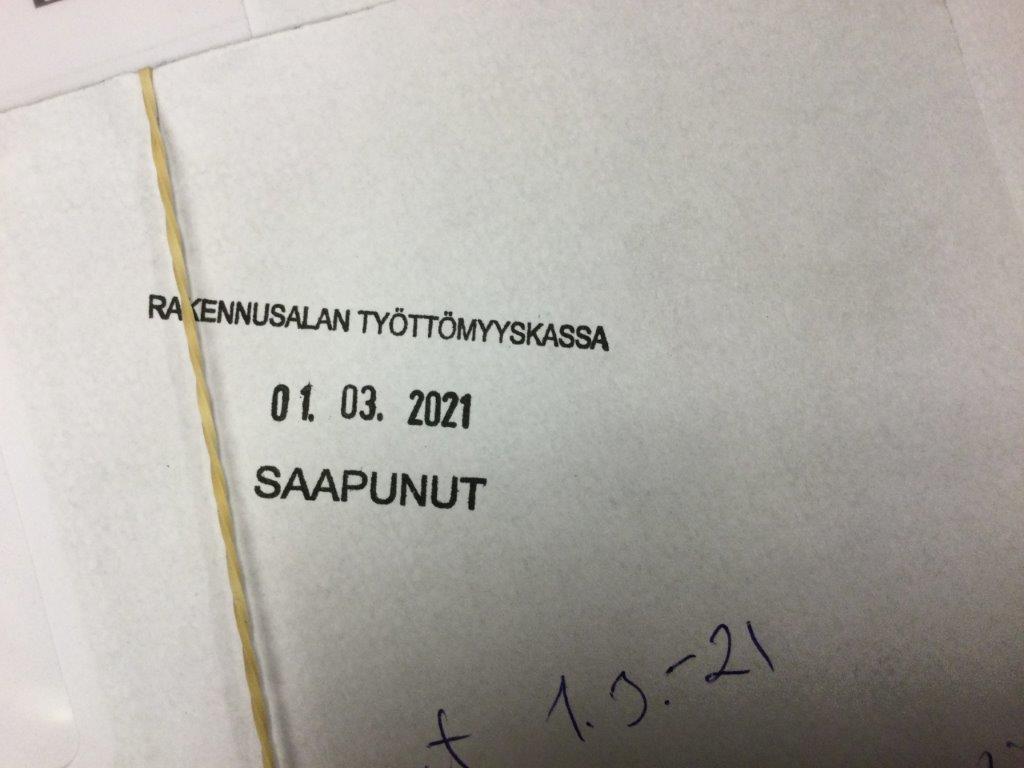 RAKENNUSALAN TYÖTTÖMYYSKASSA
01. 03. 2021
SAAPUNUT
1.3.-21